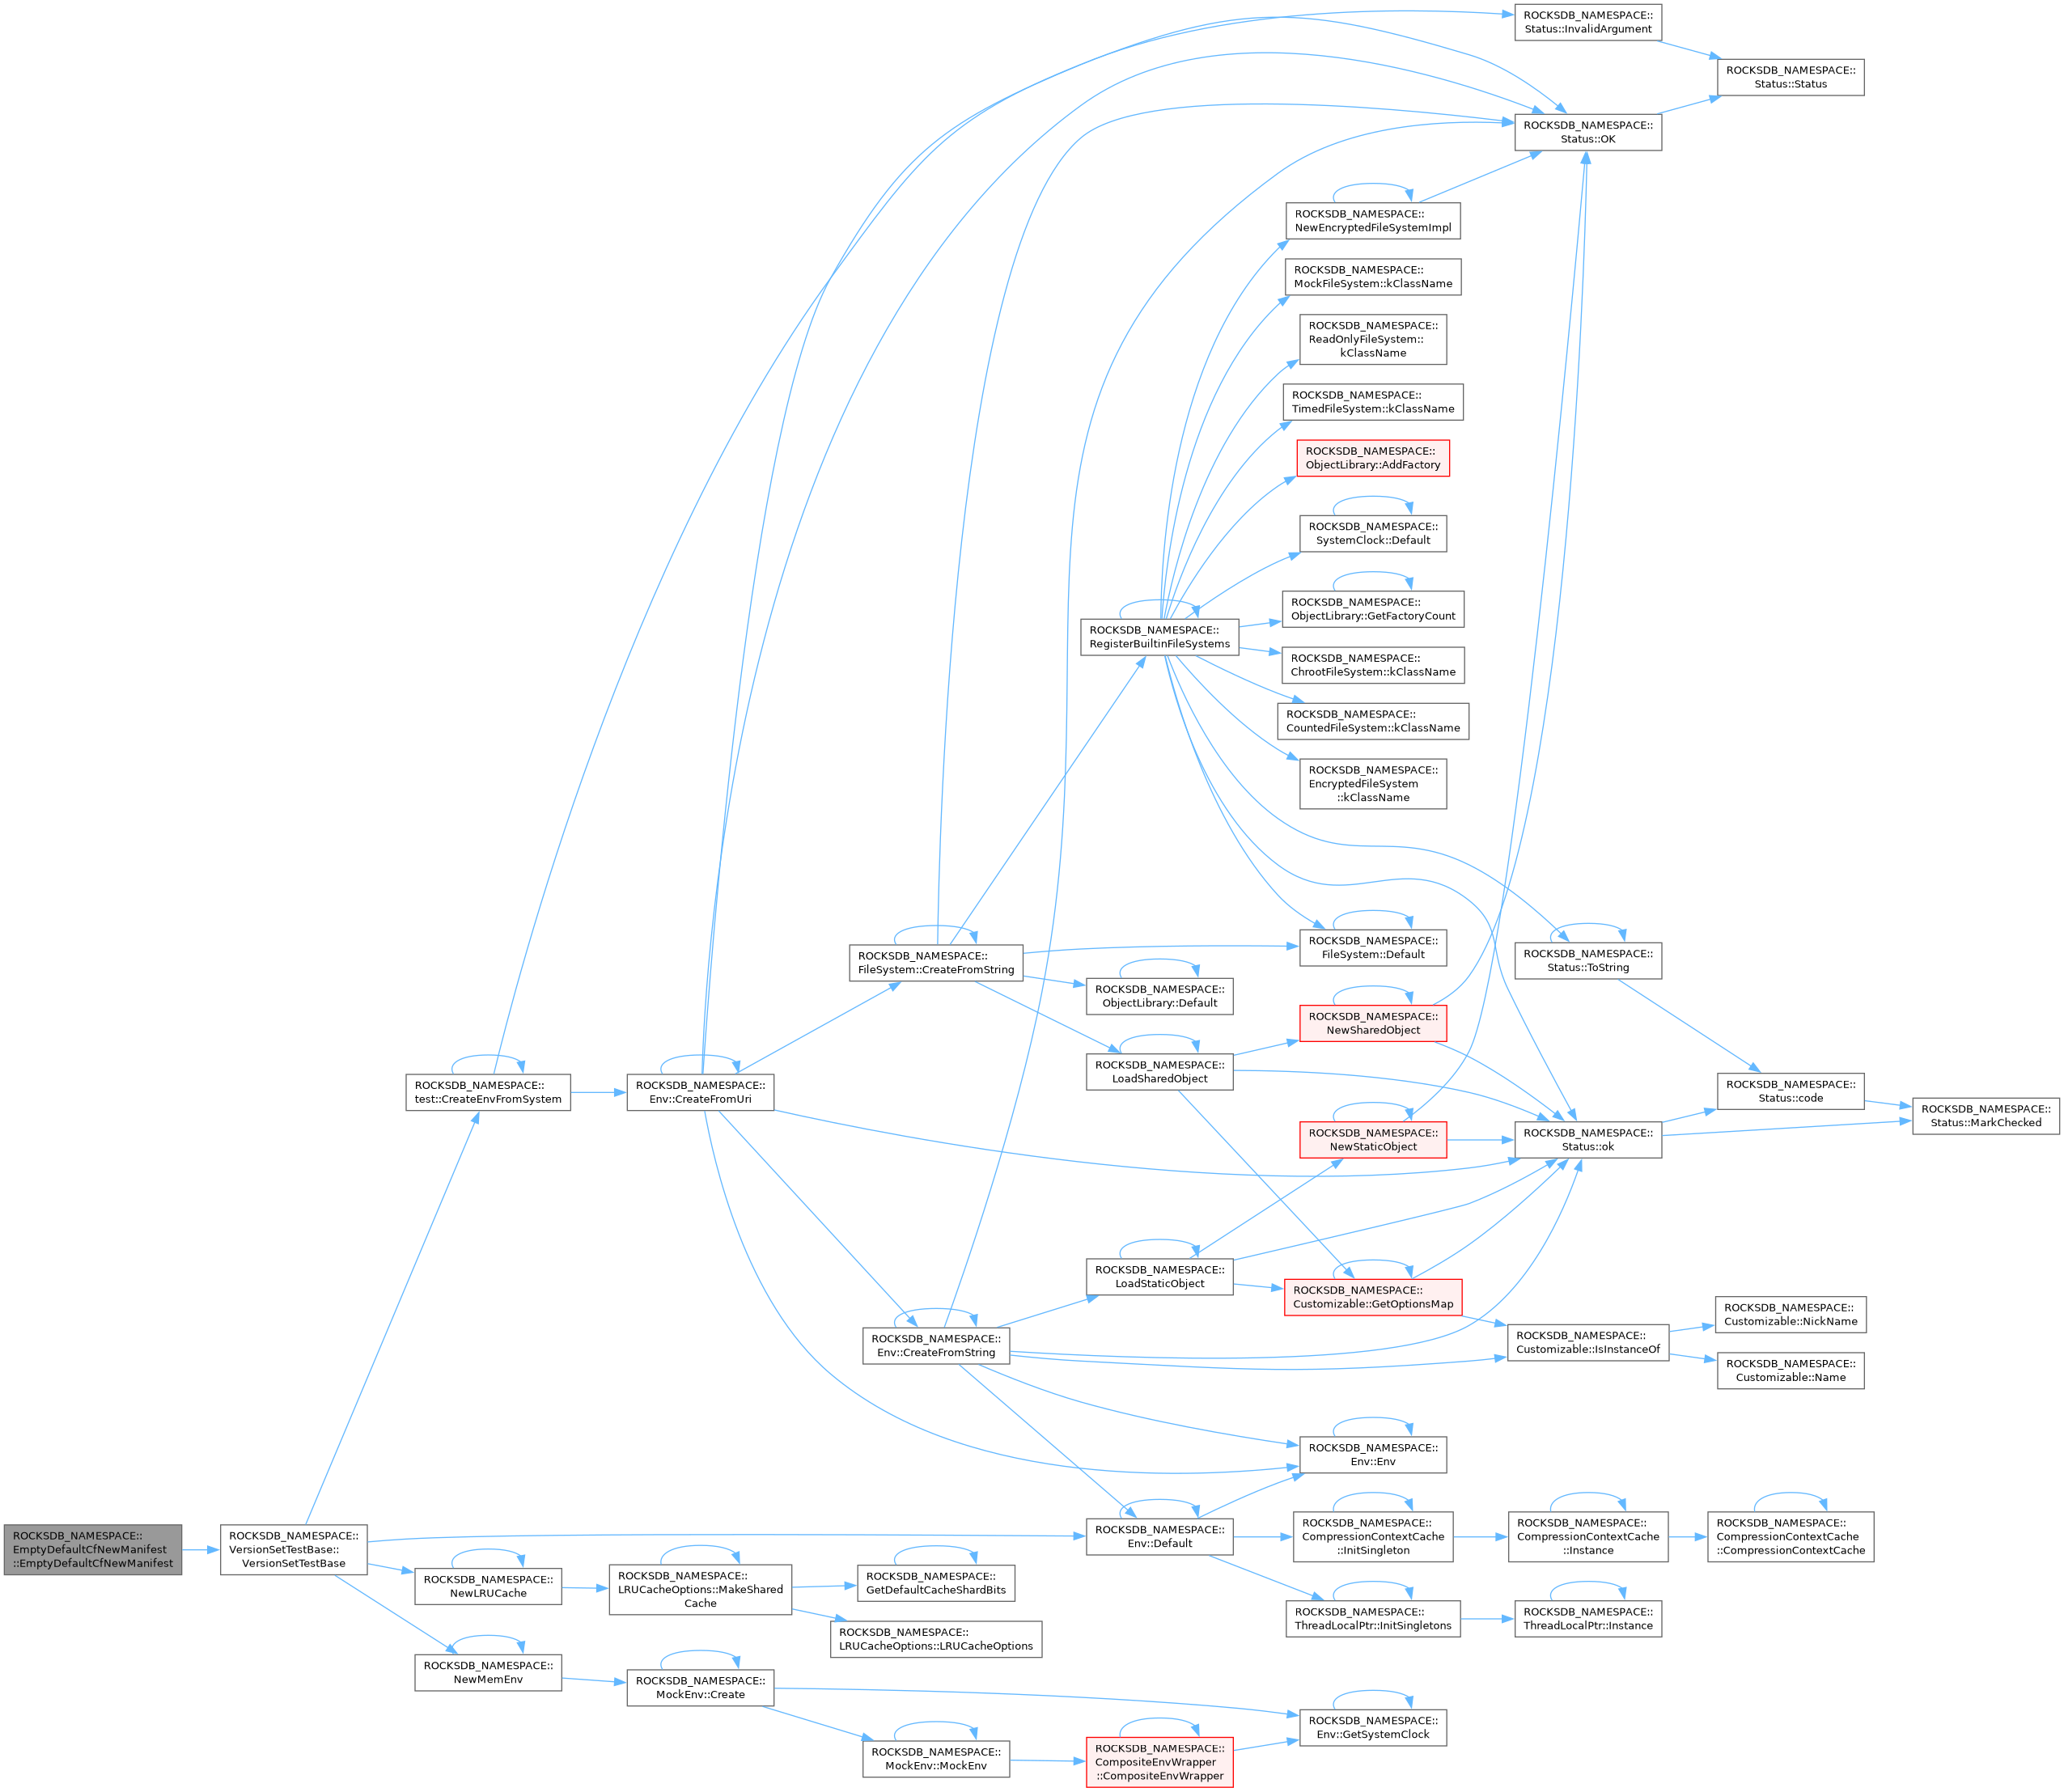 ROCKSDB_NAMESPACE::
EmptyDefaultCfNewManifest
::EmptyDefaultCfNewManifest
ROCKSDB_NAMESPACE::
VersionSetTestBase::
VersionSetTestBase
ROCKSDB_NAMESPACE::
test::CreateEnvFromSystem
ROCKSDB_NAMESPACE::
NewLRUCache
ROCKSDB_NAMESPACE::
NewMemEnv
ROCKSDB_NAMESPACE::
Env::CreateFromUri
ROCKSDB_NAMESPACE::
LRUCacheOptions::MakeShared
Cache
ROCKSDB_NAMESPACE::
MockEnv::Create
ROCKSDB_NAMESPACE::
FileSystem::CreateFromString
ROCKSDB_NAMESPACE::
Env::CreateFromString
ROCKSDB_NAMESPACE::
GetDefaultCacheShardBits
ROCKSDB_NAMESPACE::
LRUCacheOptions::LRUCacheOptions
ROCKSDB_NAMESPACE::
MockEnv::MockEnv
ROCKSDB_NAMESPACE::
RegisterBuiltinFileSystems
ROCKSDB_NAMESPACE::
ObjectLibrary::Default
ROCKSDB_NAMESPACE::
LoadSharedObject
ROCKSDB_NAMESPACE::
LoadStaticObject
ROCKSDB_NAMESPACE::
Env::Default
ROCKSDB_NAMESPACE::
CompositeEnvWrapper
::CompositeEnvWrapper
ROCKSDB_NAMESPACE::
NewEncryptedFileSystemImpl
ROCKSDB_NAMESPACE::
MockFileSystem::kClassName
ROCKSDB_NAMESPACE::
ReadOnlyFileSystem::
kClassName
ROCKSDB_NAMESPACE::
TimedFileSystem::kClassName
ROCKSDB_NAMESPACE::
ObjectLibrary::AddFactory
ROCKSDB_NAMESPACE::
SystemClock::Default
ROCKSDB_NAMESPACE::
ObjectLibrary::GetFactoryCount
ROCKSDB_NAMESPACE::
ChrootFileSystem::kClassName
ROCKSDB_NAMESPACE::
CountedFileSystem::kClassName
ROCKSDB_NAMESPACE::
EncryptedFileSystem
::kClassName
ROCKSDB_NAMESPACE::
FileSystem::Default
ROCKSDB_NAMESPACE::
NewSharedObject
ROCKSDB_NAMESPACE::
NewStaticObject
ROCKSDB_NAMESPACE::
Customizable::GetOptionsMap
ROCKSDB_NAMESPACE::
Env::Env
ROCKSDB_NAMESPACE::
CompressionContextCache
::InitSingleton
ROCKSDB_NAMESPACE::
ThreadLocalPtr::InitSingletons
ROCKSDB_NAMESPACE::
Env::GetSystemClock
ROCKSDB_NAMESPACE::
Status::InvalidArgument
ROCKSDB_NAMESPACE::
Status::OK
ROCKSDB_NAMESPACE::
Status::ToString
ROCKSDB_NAMESPACE::
Status::ok
ROCKSDB_NAMESPACE::
Customizable::IsInstanceOf
ROCKSDB_NAMESPACE::
CompressionContextCache
::Instance
ROCKSDB_NAMESPACE::
ThreadLocalPtr::Instance
ROCKSDB_NAMESPACE::
Status::Status
ROCKSDB_NAMESPACE::
Status::code
ROCKSDB_NAMESPACE::
Customizable::NickName
ROCKSDB_NAMESPACE::
Customizable::Name
ROCKSDB_NAMESPACE::
CompressionContextCache
::CompressionContextCache
ROCKSDB_NAMESPACE::
Status::MarkChecked